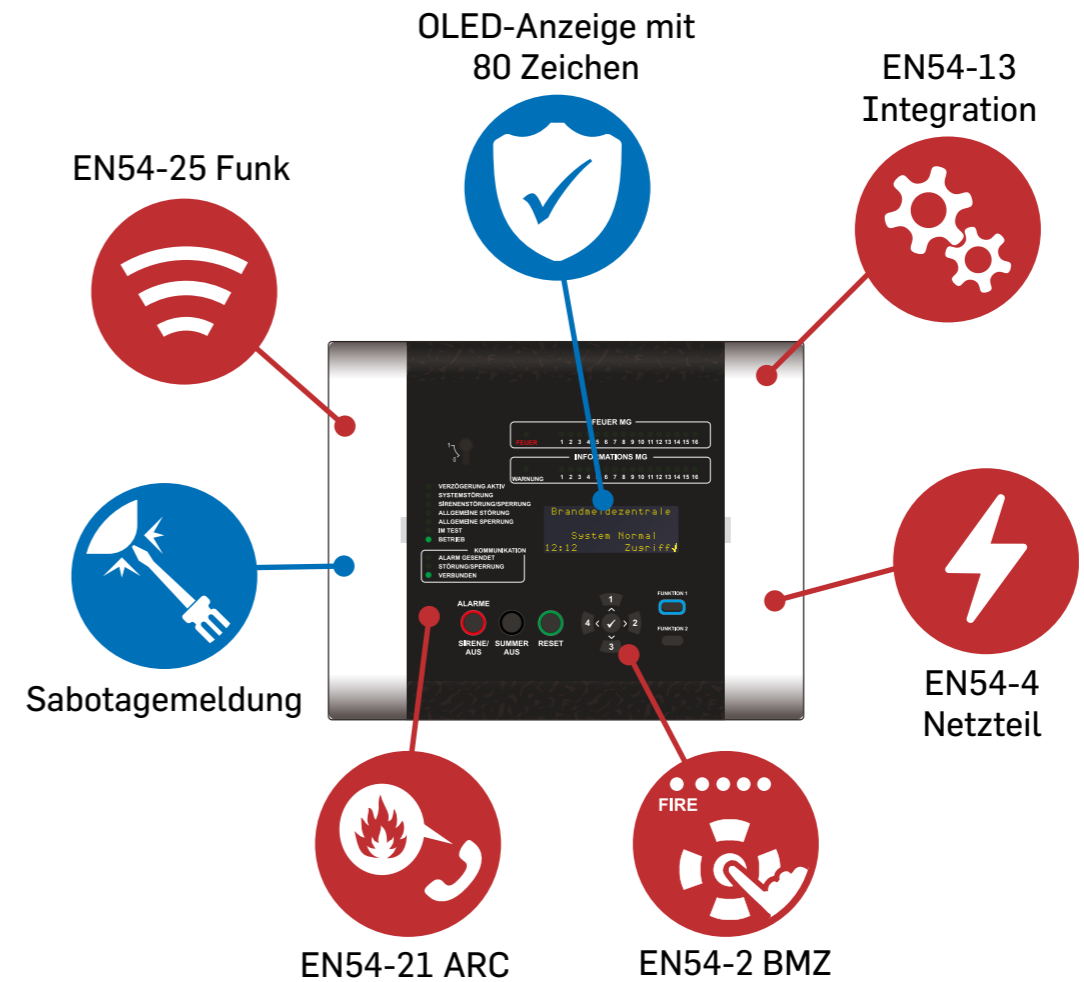 OLED-Anzeige mit
80 Zeichen
EN54-13
Integration
EN54-25 Funk
FEUER MG
FEUER 1 2 3 4 5 6 7 8 9 10 11 12 13 14 15 16
INFORMATIONS MG
WARNUNG 1 2 3 4 5 6 7 8 9 10 11 12 13 14 15 16
VERZÖGERUNG AKTIV
SYSTEMSTÖRUNG
SIRENENSTÖRUNG/SPERRUNG
ALLGEMEINE STÖRUNG
ALLGEMEINE SPERRUNG
IM TEST
BETRIEB
KOMMUNIKATION
ALARM GESENDET
STÖRUNG/SPERRUNG
VERBUNDEN
Brandmeldezentrale
System Normal
12:12 Zugriff
ALARME
SIRENE/
AUS
SUMMER
AUS
RESET
1
4 2
3
FUNKTION 1
FUNKTION 2
Sabotagemeldung
EN54-4
Netzteil
FIRE
EN54-21 ARC
EN54-2 BMZ